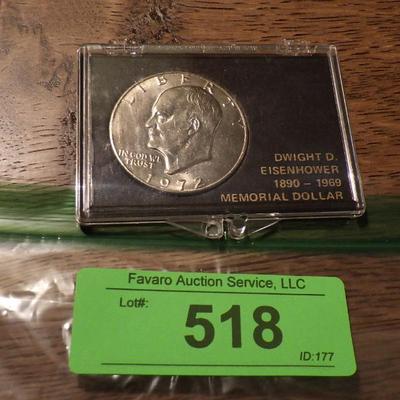 LIBERTY
IN GOD WE
TRUST
1972
DWIGHT D.
EISENHOWER
1890 - 1969
MEMORIAL DOLLAR
Favaro Auction Service, LLC
Lot#:
518
ID:177